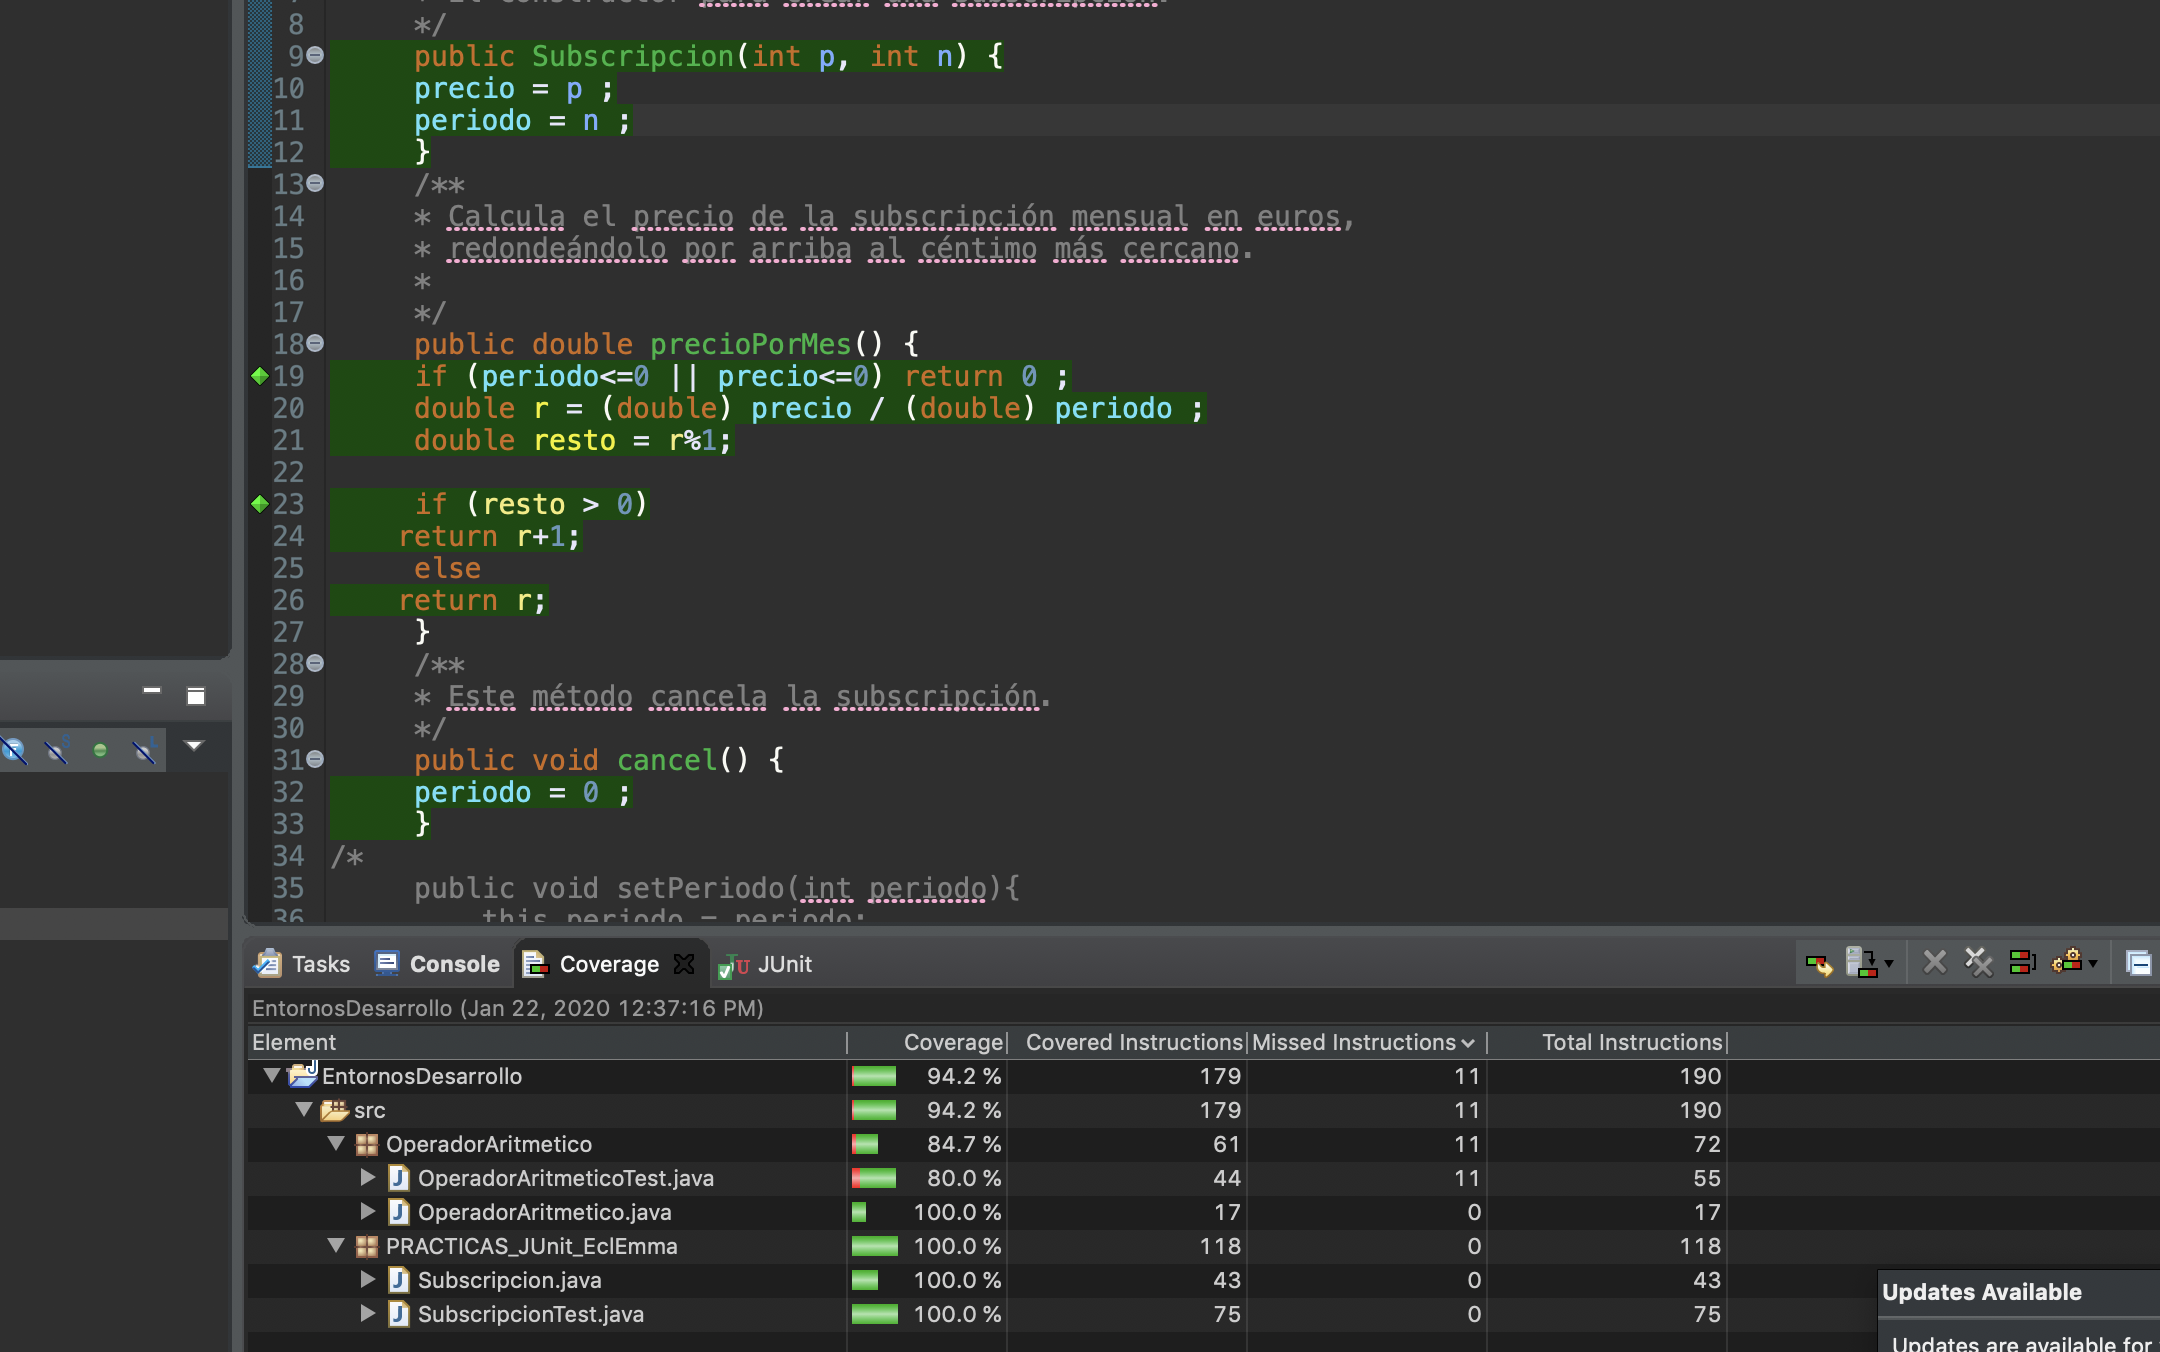 8 */
9 public Subscripcion(int p, int n) {
10 precio = p ;
11 periodo = n ;
12 }
13 /**
14 * Calcula el precio de la subscripción mensual en euros,
15 * redondeándolo por arriba al céntimo más cercano.
16 *
17 */
18 public double precioPorMes() {
19 if (periodo<=0 || precio<=0) return 0 ;
20 double r = (double) precio / (double) periodo ;
21 double resto = r%1;
22
23 if (resto > 0)
24 return r+1;
25 else
26 return r;
27 }
28 /**
29 * Este método cancela la subscripción.
30 */
31 public void cancel() {
32 periodo = 0 ;
33 }
34 /*
35 public void setPeriodo(int periodo){
36 this.periodo = periodo;
Tasks Console Coverage JUnit
EntornosDesarrollo (Jan 22, 2020 12:37:16 PM)
Element Coverage Covered Instructions Missed Instructions Total Instructions
EntornosDesarrollo 94.2 % 179 11 190
src 94.2 % 179 11 190
OperadorAritmetico 84.7 % 61 11 72
OperadorAritmeticoTest.java 80.0 % 44 11 55
OperadorAritmetico.java 100.0 % 17 0 17
PRACTICAS_JUnit_EclEmma 100.0 % 118 0 118
Subscripcion.java 100.0 % 43 0 43
SubscripcionTest.java 100.0 % 75 0 75
Updates Available
Updates are available for